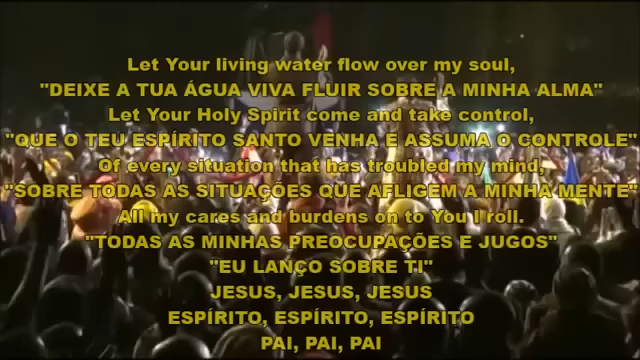 Let Your living water flow over my soul,
"DEIXE A TUA ÁGUA VIVA FLUIR SOBRE A MINHA ALMA"
Let Your Holy Spirit come and take control,
"QUE O TEU ESPÍRITO SANTO VENHA E ASSUMA O CONTROLE"
Of every situation that has troubled my mind,
"SOBRE TODAS AS SITUAÇÕES QUE AFLIGEM A MINHA MENTE"
All my cares and burdens on to You I roll.
"TODAS AS MINHAS PREOCUPAÇÕES E JUGOS"
"EU LANÇO SOBRE TI"
JESUS, JESUS, JESUS
ESPÍRITO, ESPÍRITO, ESPÍRITO
PAI, PAI, PAI